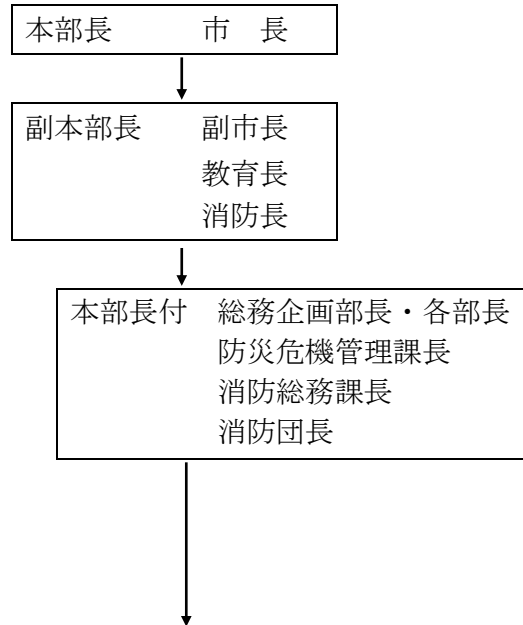 本部長　　　市　長
副本部長　　副市長
教育長
消防長
本部長付　総務企画部長・各部長
防災危機管理課長
消防総務課長
消防団長